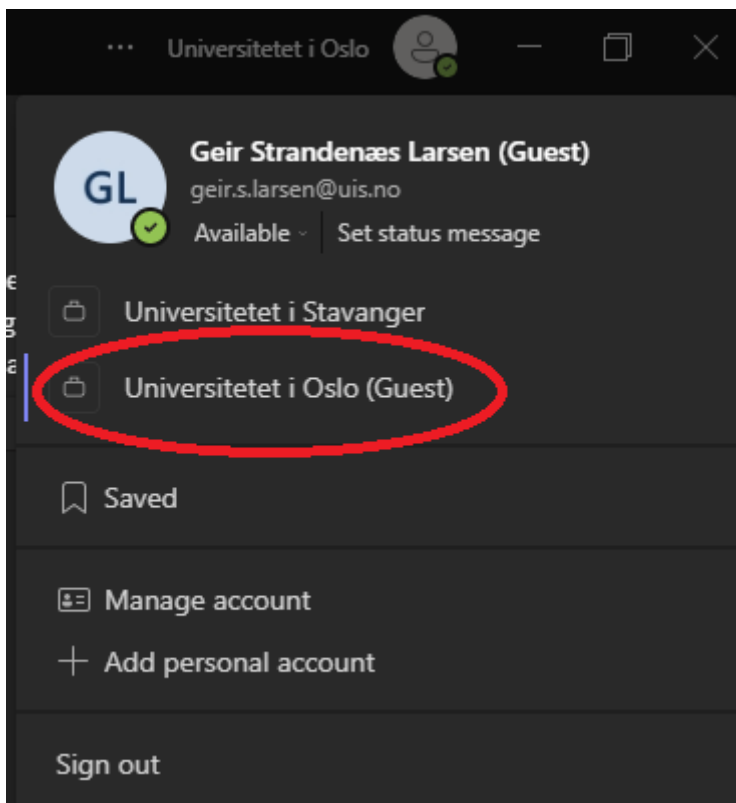 ... Universitetet i Oslo
Geir Strandenæs Larsen (Guest)
GL
geir.s.larsen@uis.no
Available Set status message
Universitetet i Stavanger
Universitetet i Oslo (Guest)
Saved
Manage account
Add personal account
Sign out